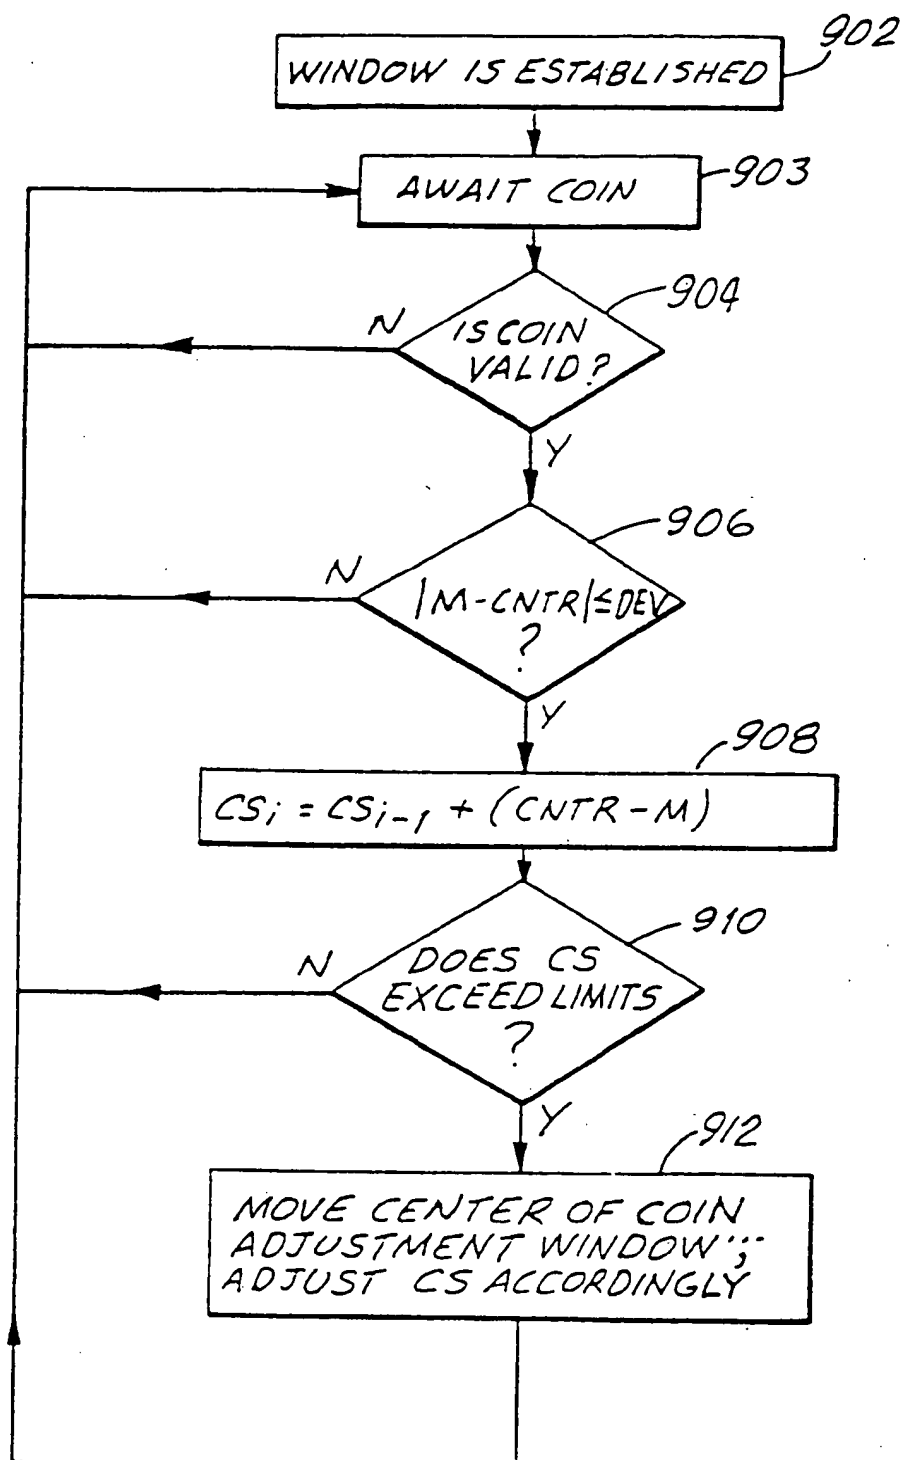 902
WINDOW IS ESTABLISHED
903
AWAIT COIN
904
N
IS COIN
VALID?
Y
906
N
|M-CNTR|≤DEV
?
Y
908
CSi = CSi-1 + (CNTR-M)
910
N
DOES CS
EXCEED LIMITS
?
Y
912
MOVE CENTER OF COIN
ADJUSTMENT WINDOW;
ADJUST CS ACCORDINGLY